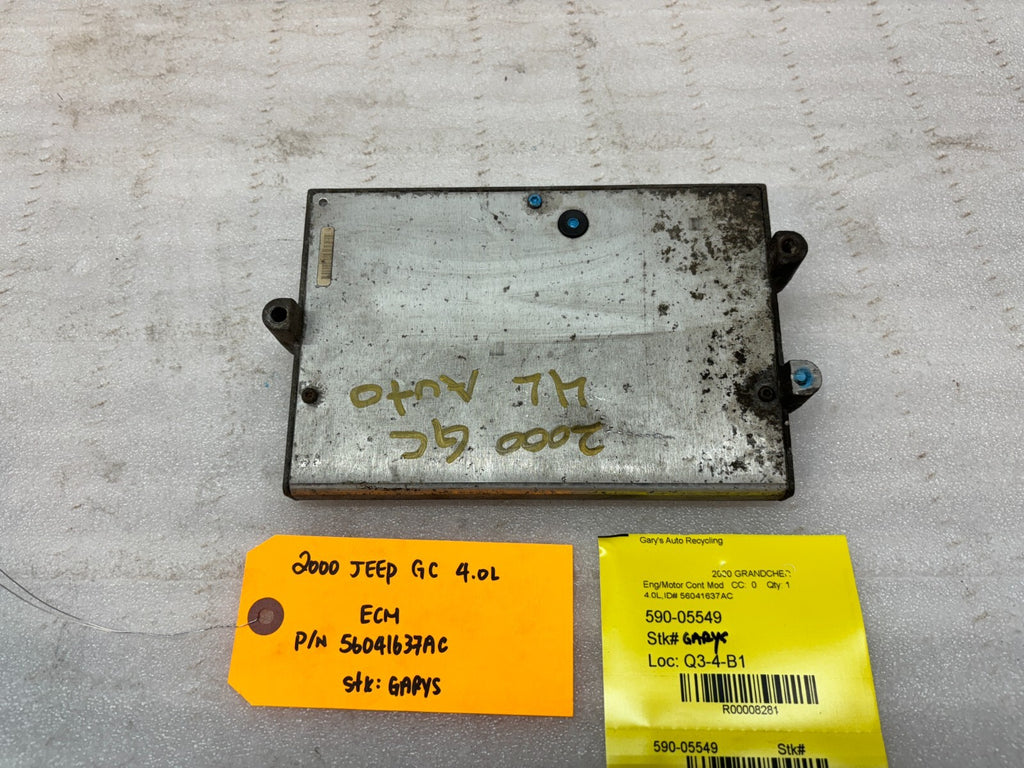 2000 GC
4L AUTO
2000 JEEP GC 4.0L
ECM
P/N 56041637AC
Stk: GARYS
Gary's Auto Recycling
2000 GRANDCHER
Eng/Motor Cont Mod CC: 0 Qty: 1
4.0L,ID# 56041637AC
590-05549
Stk# GARYS
Loc: Q3-4-B1
R00008281
590-05549 Stk#